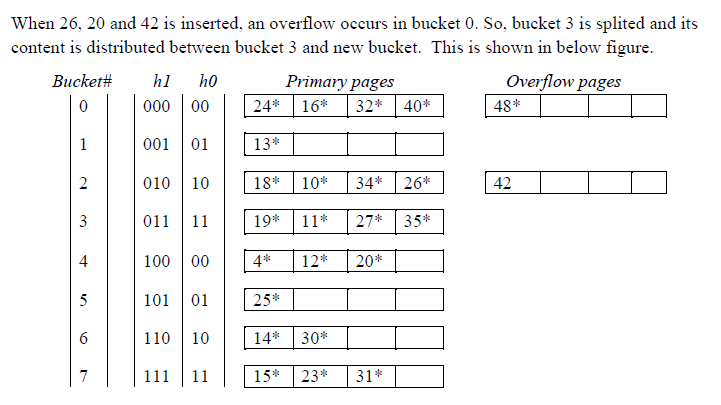 When 26, 20 and 42 is inserted, an overflow occurs in bucket 0. So, bucket 3 is splited and its
content is distributed between bucket 3 and new bucket. This is shown in below figure.
Bucket# h1 h0 Primary pages Overflow pages
0 000 00 24* 16* 32* 40* 48*
1 001 01 13*
2 010 10 18* 10* 34* 26* 42
3 011 11 19* 11* 27* 35*
4 100 00 4* 12* 20*
5 101 01 25*
6 110 10 14* 30*
7 111 11 15* 23* 31*